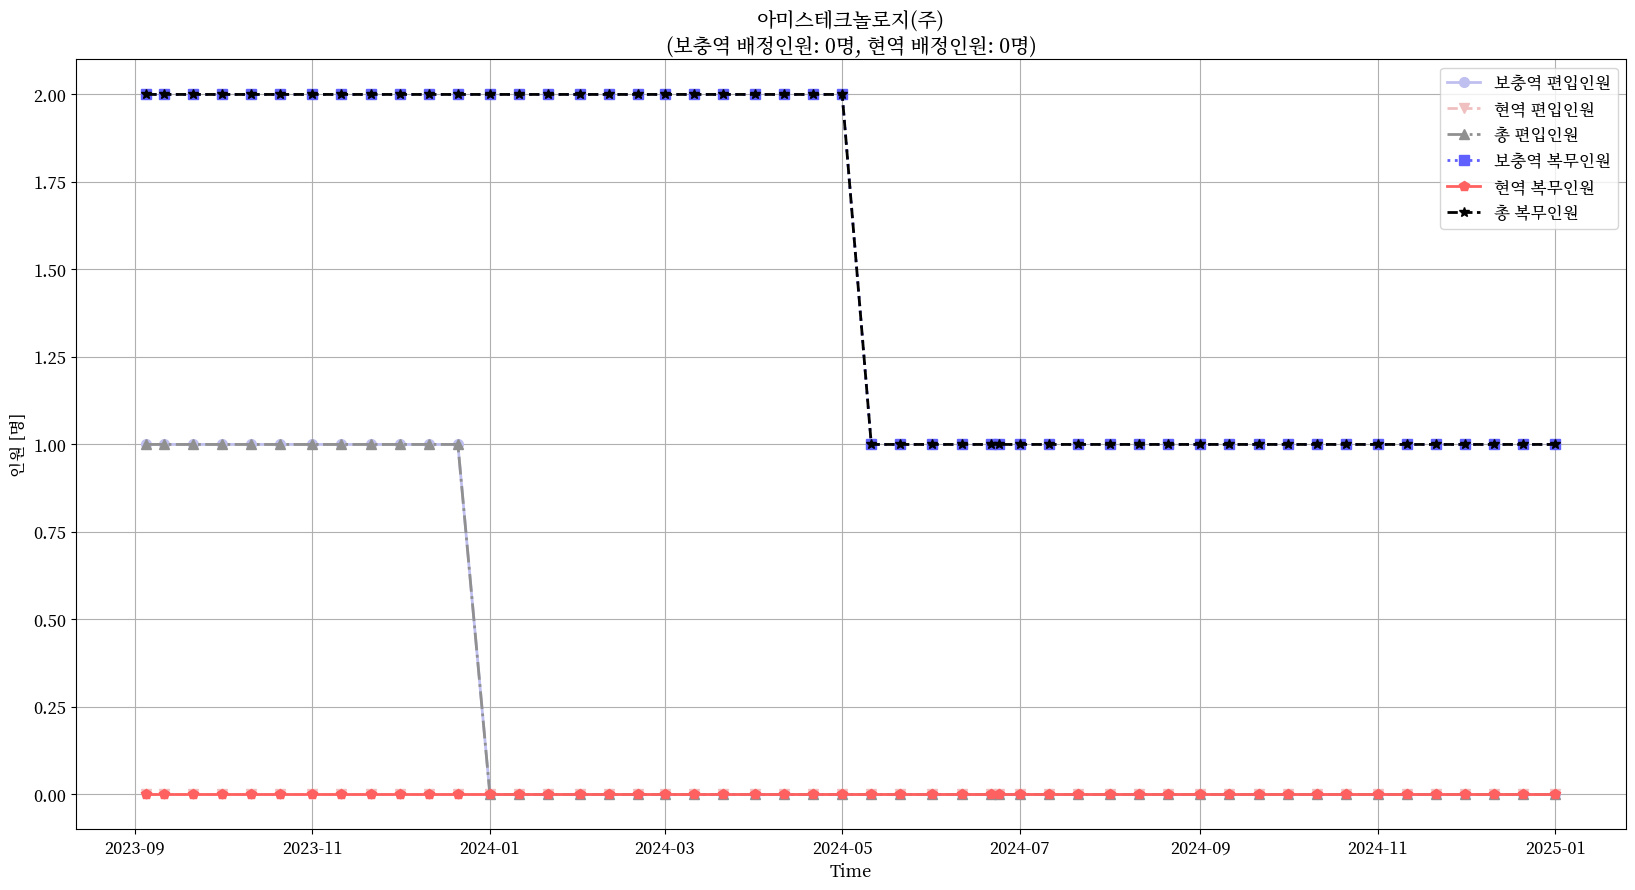 아미스테크놀로지(주)
(보충역 배정인원: 0명, 현역 배정인원: 0명)
보충역 편입인원
현역 편입인원
총 편입인원
보충역 복무인원
현역 복무인원
총 복무인원
인원 [명]
2.00
1.75
1.50
1.25
1.00
0.75
0.50
0.25
0.00
2023-09 2023-11 2024-01 2024-03 2024-05 2024-07 2024-09 2024-11 2025-01
Time